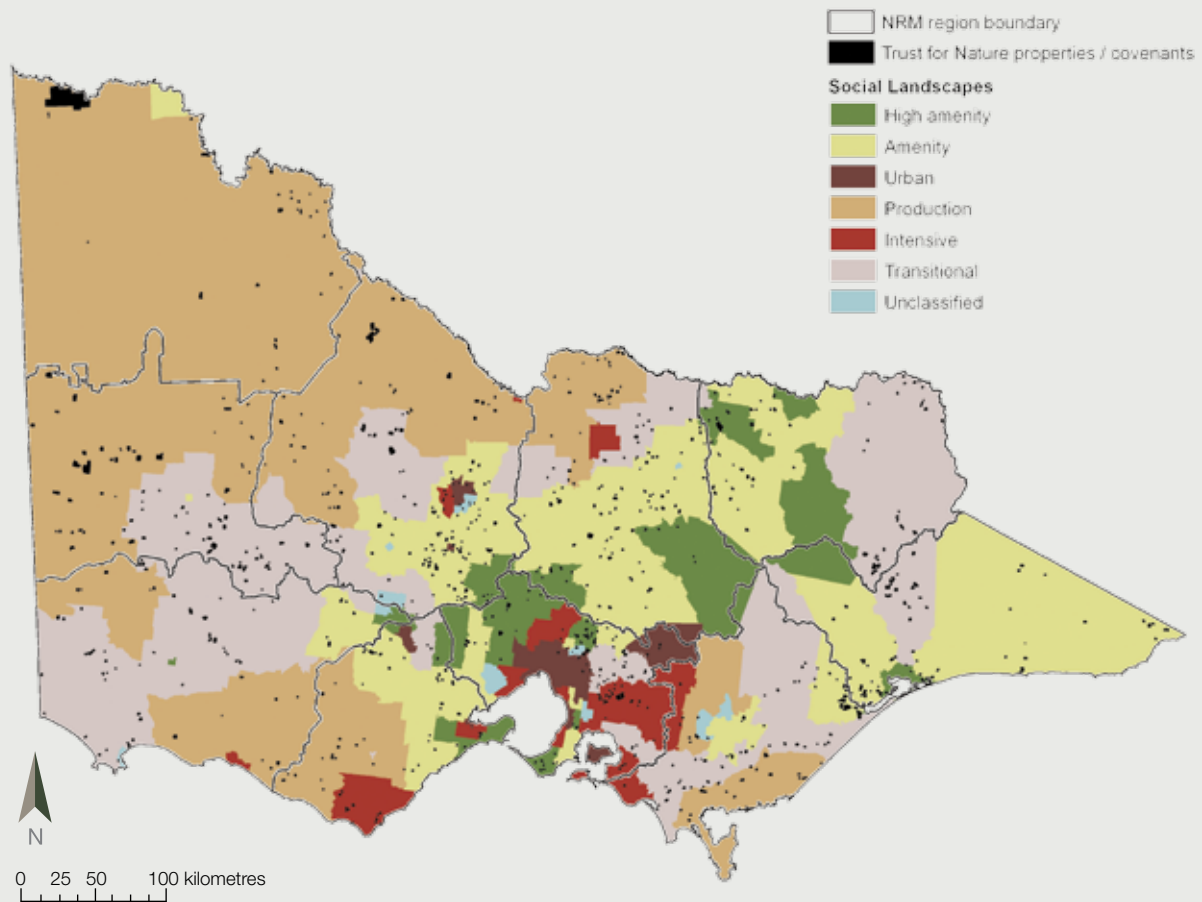 NRM region boundary
Trust for Nature properties / covenants
Social Landscapes
High amenity
Amenity
Urban
Production
Intensive
Transitional
Unclassified
N
0 25 50 100 kilometres